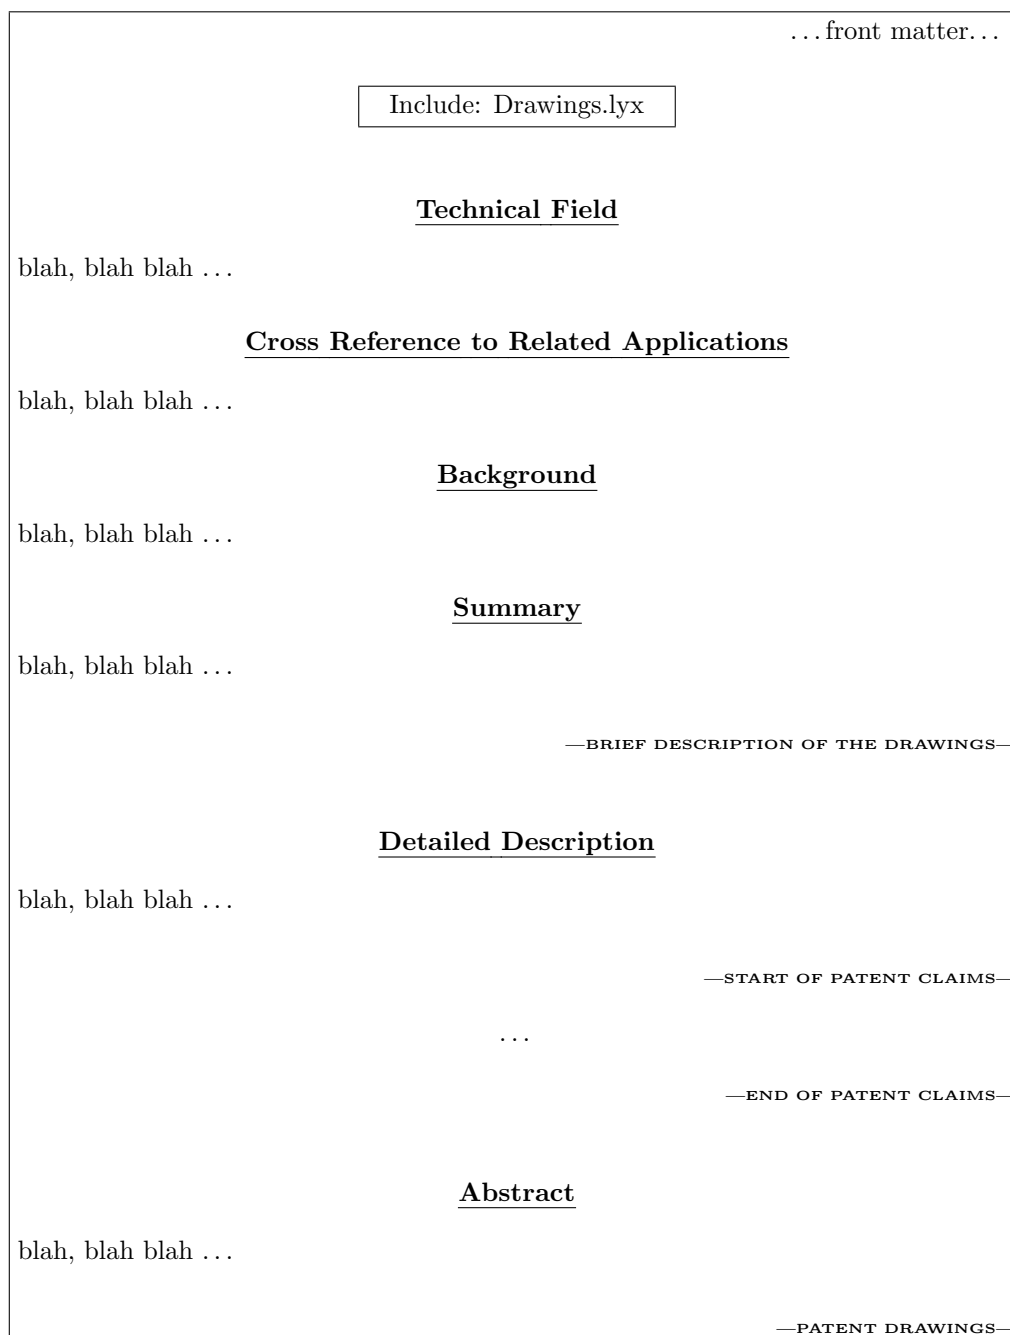 ...front matter...
Include: Drawings.lyx
Technical Field
blah, blah blah ...
Cross Reference to Related Applications
blah, blah blah ...
Background
blah, blah blah ...
Summary
blah, blah blah ...
—BRIEF DESCRIPTION OF THE DRAWINGS—
Detailed Description
blah, blah blah ...
—START OF PATENT CLAIMS—
...
—END OF PATENT CLAIMS—
Abstract
blah, blah blah ...
—PATENT DRAWINGS—